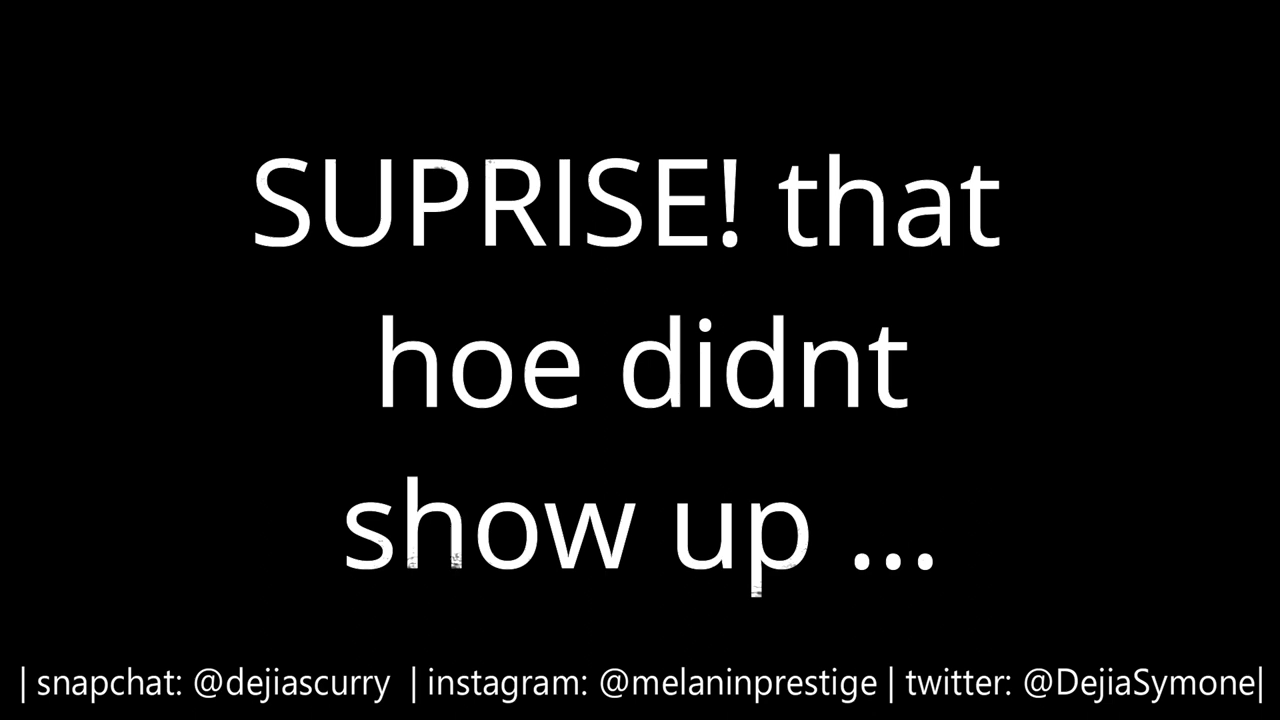 SUPRISE! that
hoe didnt
show up ...
| snapchat: @dejiascurry | instagram: @melaninprestige | twitter: @DejiaSymone|